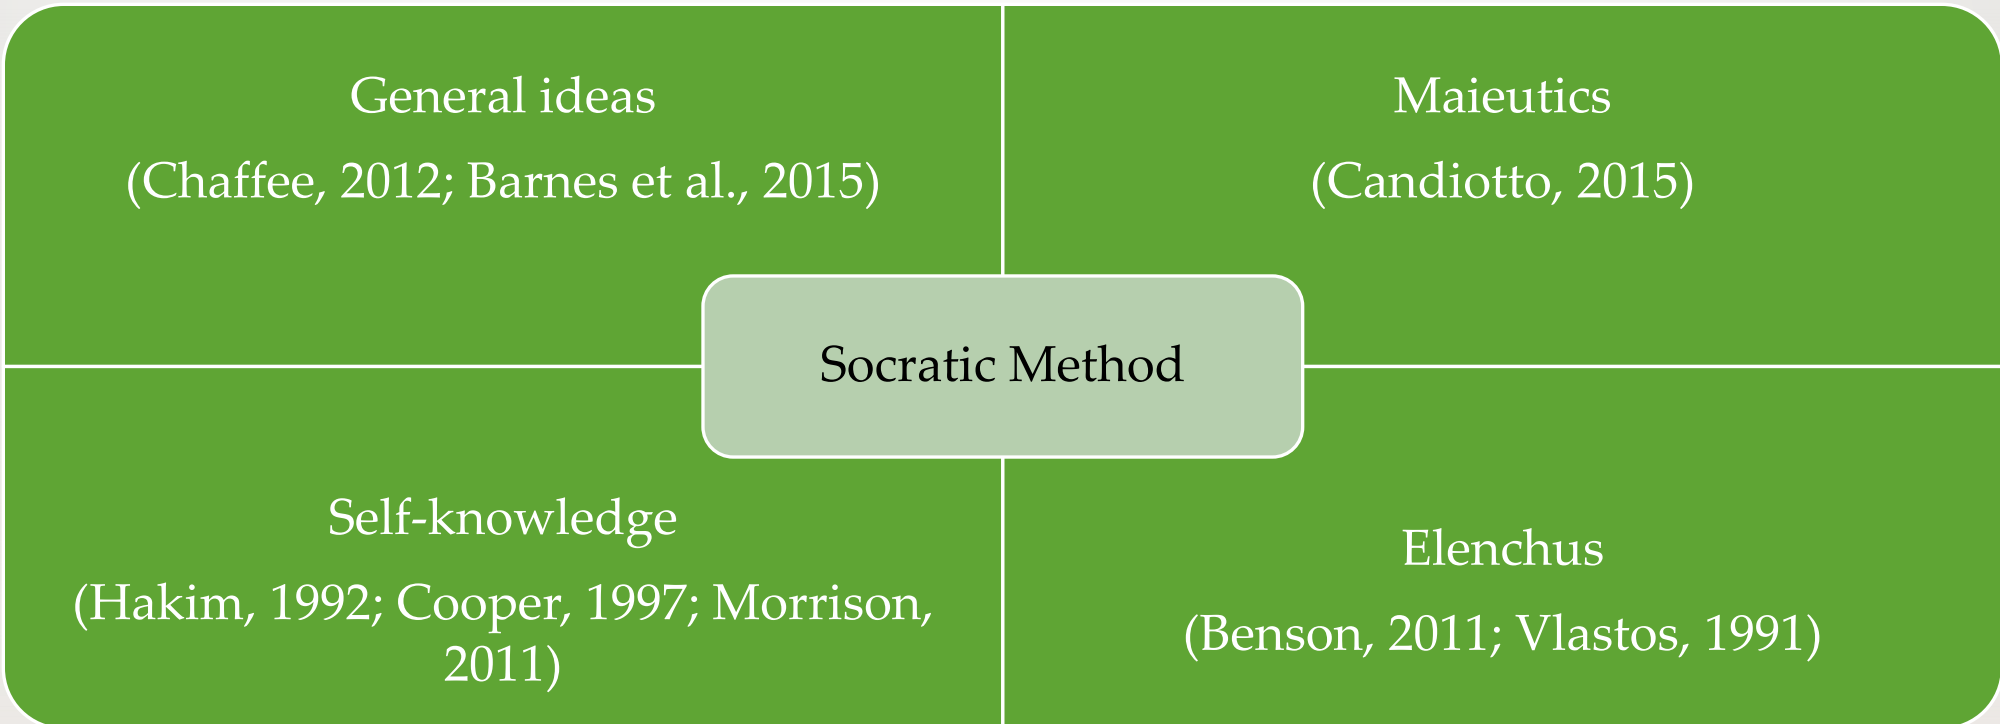 General ideas
(Chaffee, 2012; Barnes et al., 2015)
Maieutics
(Candiotto, 2015)
Socratic Method
Self-knowledge
(Hakim, 1992; Cooper, 1997; Morrison,
2011)
Elenchus
(Benson, 2011; Vlastos, 1991)